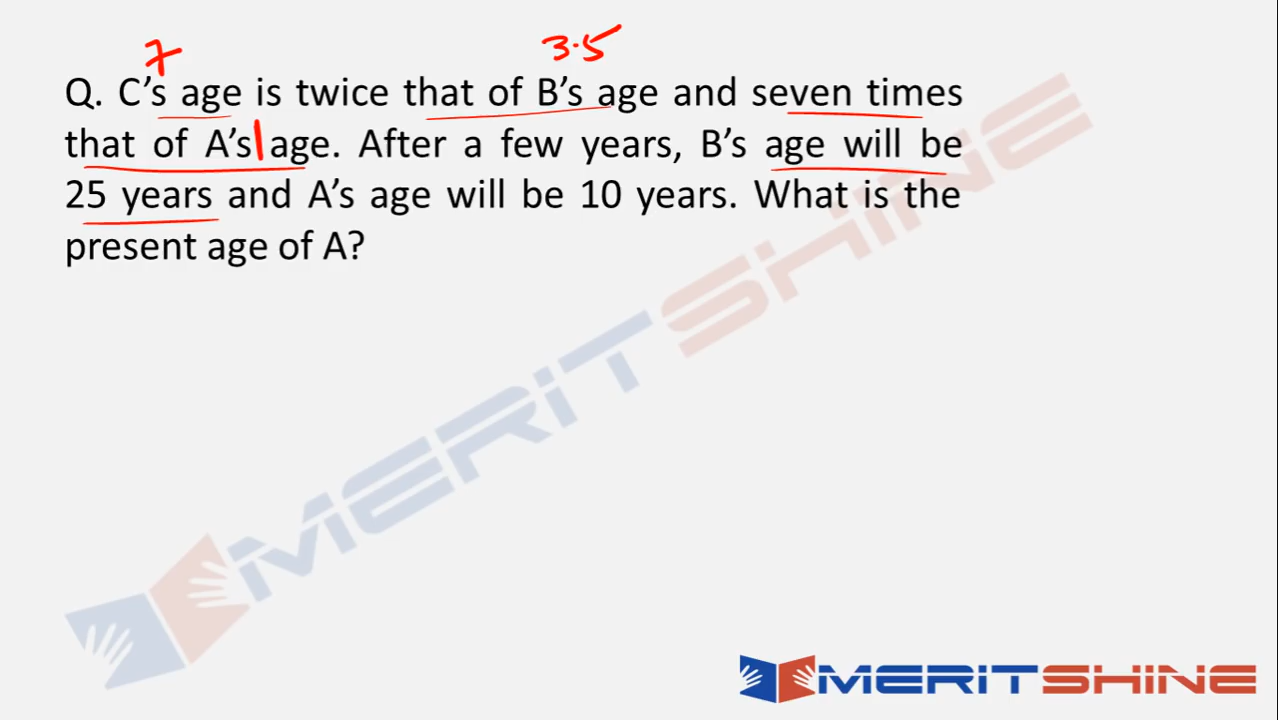 7 3.5
Q. C's age is twice that of B's age and seven times
that of A's 1 age. After a few years, B's age will be
25 years and A's age will be 10 years. What is the
present age of A?
MERITSHINE
MERITSHINE